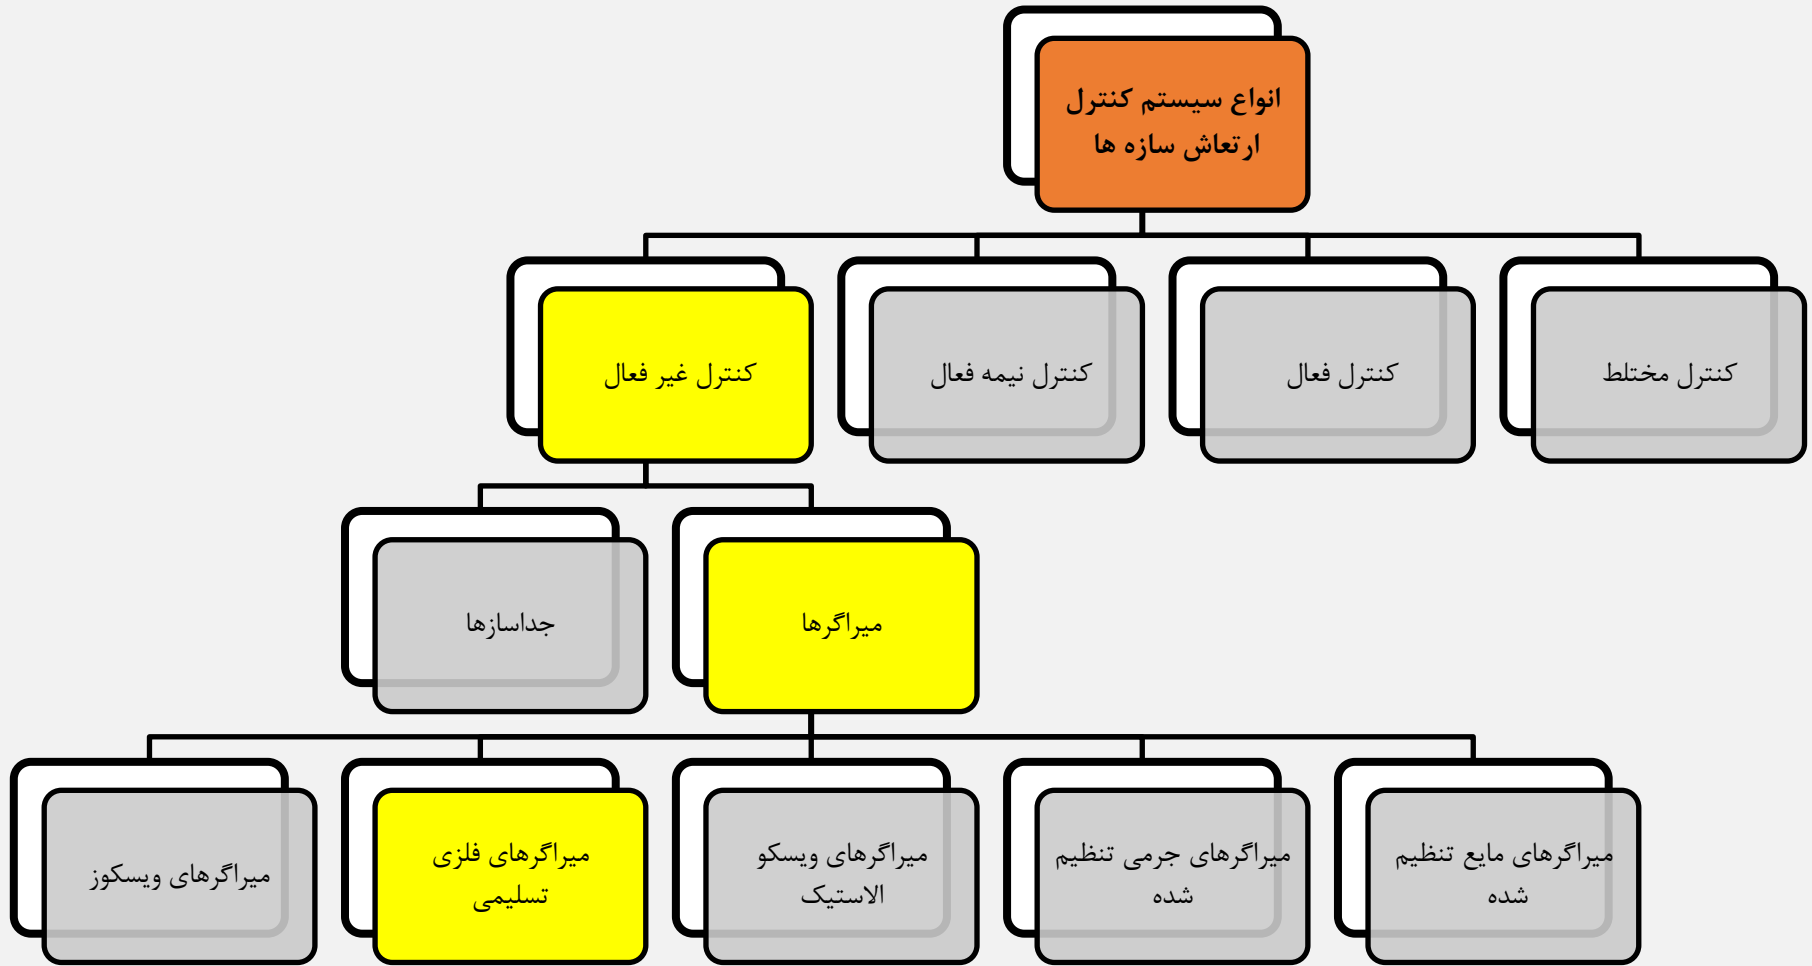 انواع سیستم کنترل
ارتعاش سازه ها
کنترل مختلط
کنترل فعال
کنترل نیمه فعال
کنترل غیر فعال
میراگرها
جداسازها
میراگرهای مایع تنظیم
شده
میراگرهای جرمی تنظیم
شده
میراگرهای ویسکو
الاستیک
میراگرهای فلزی
تسلیمی
میراگرهای ویسکوز